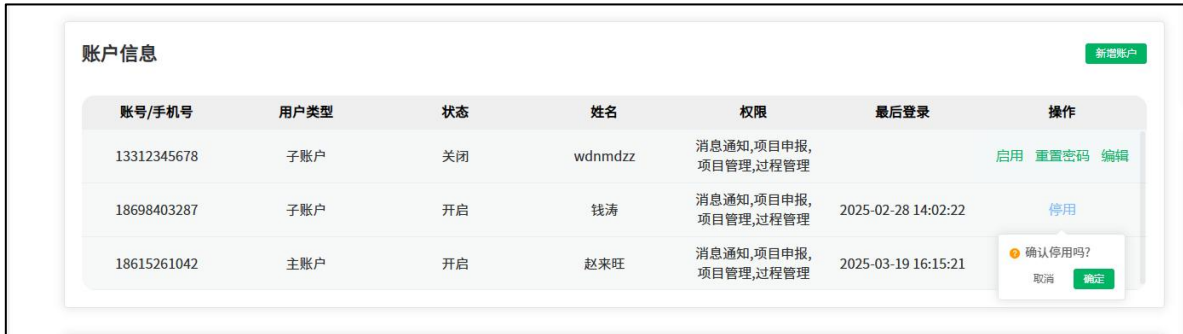 账户信息
新增账户
账号/手机号 用户类型 状态 姓名 权限 最后登录 操作
13312345678 子账户 关闭 wdnmdzz 消息通知,项目申报,
项目管理,过程管理 启用 重置密码 编辑
18698403287 子账户 开启 钱涛 消息通知,项目申报,
项目管理,过程管理 2025-02-28 14:02:22 停用
18615261042 主账户 开启 赵来旺 消息通知,项目申报,
项目管理,过程管理 2025-03-19 16:15:21
确认停用吗?
取消 确定